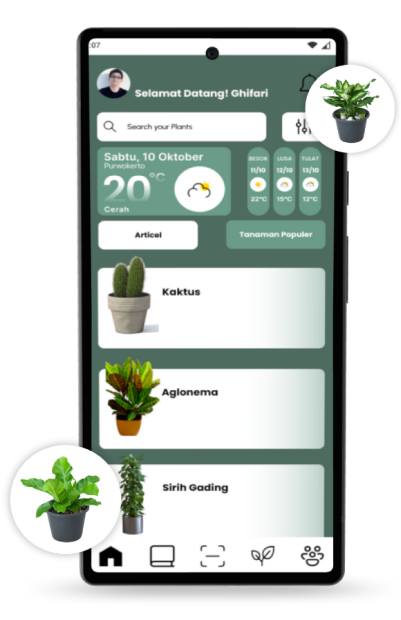 :07
Selamat Datang! Ghifari
Search your Plants
Sabtu, 10 Oktober
Purwokerto
20°C
Cerah
BESOK LUSA TULAT
11/10 12/10 13/10
22°C 15°C 12°C
Articel
Tanaman Populer
Kaktus
Aglonema
Sirih Gading